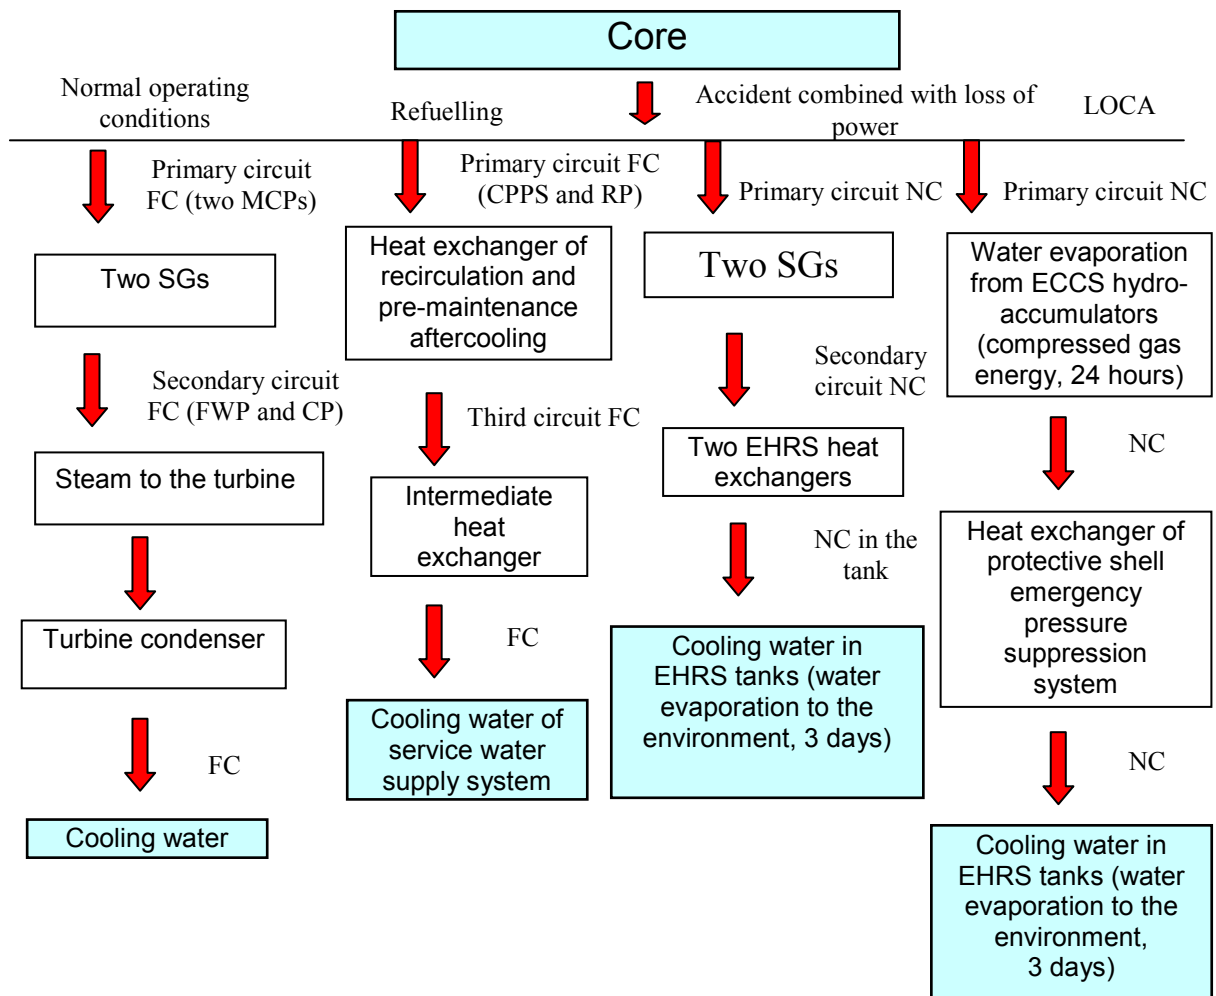 Core
Normal operating
conditions
Refuelling
Accident combined with loss of
power
LOCA
Primary circuit
FC (two MCPs)
Two SGs
Secondary circuit
FC (FWP and CP)
Steam to the turbine
Turbine condenser
FC
Cooling water
Primary circuit FC
(CPPS and RP)
Heat exchanger of
recirculation and
pre-maintenance
aftercooling
Third circuit FC
Intermediate
heat
exchanger
FC
Cooling water of
service water
supply system
Primary circuit NC
Two SGs
Secondary
circuit NC
Two EHRS heat
exchangers
NC in the
tank
Cooling water in
EHRS tanks (water
evaporation to the
environment, 3 days)
Primary circuit NC
Water evaporation
from ECCS hydro-
accumulators
(compressed gas
energy, 24 hours)
NC
Heat exchanger of
protective shell
emergency
pressure
suppression
system
NC
Cooling water in
EHRS tanks (water
evaporation to the
environment,
3 days)